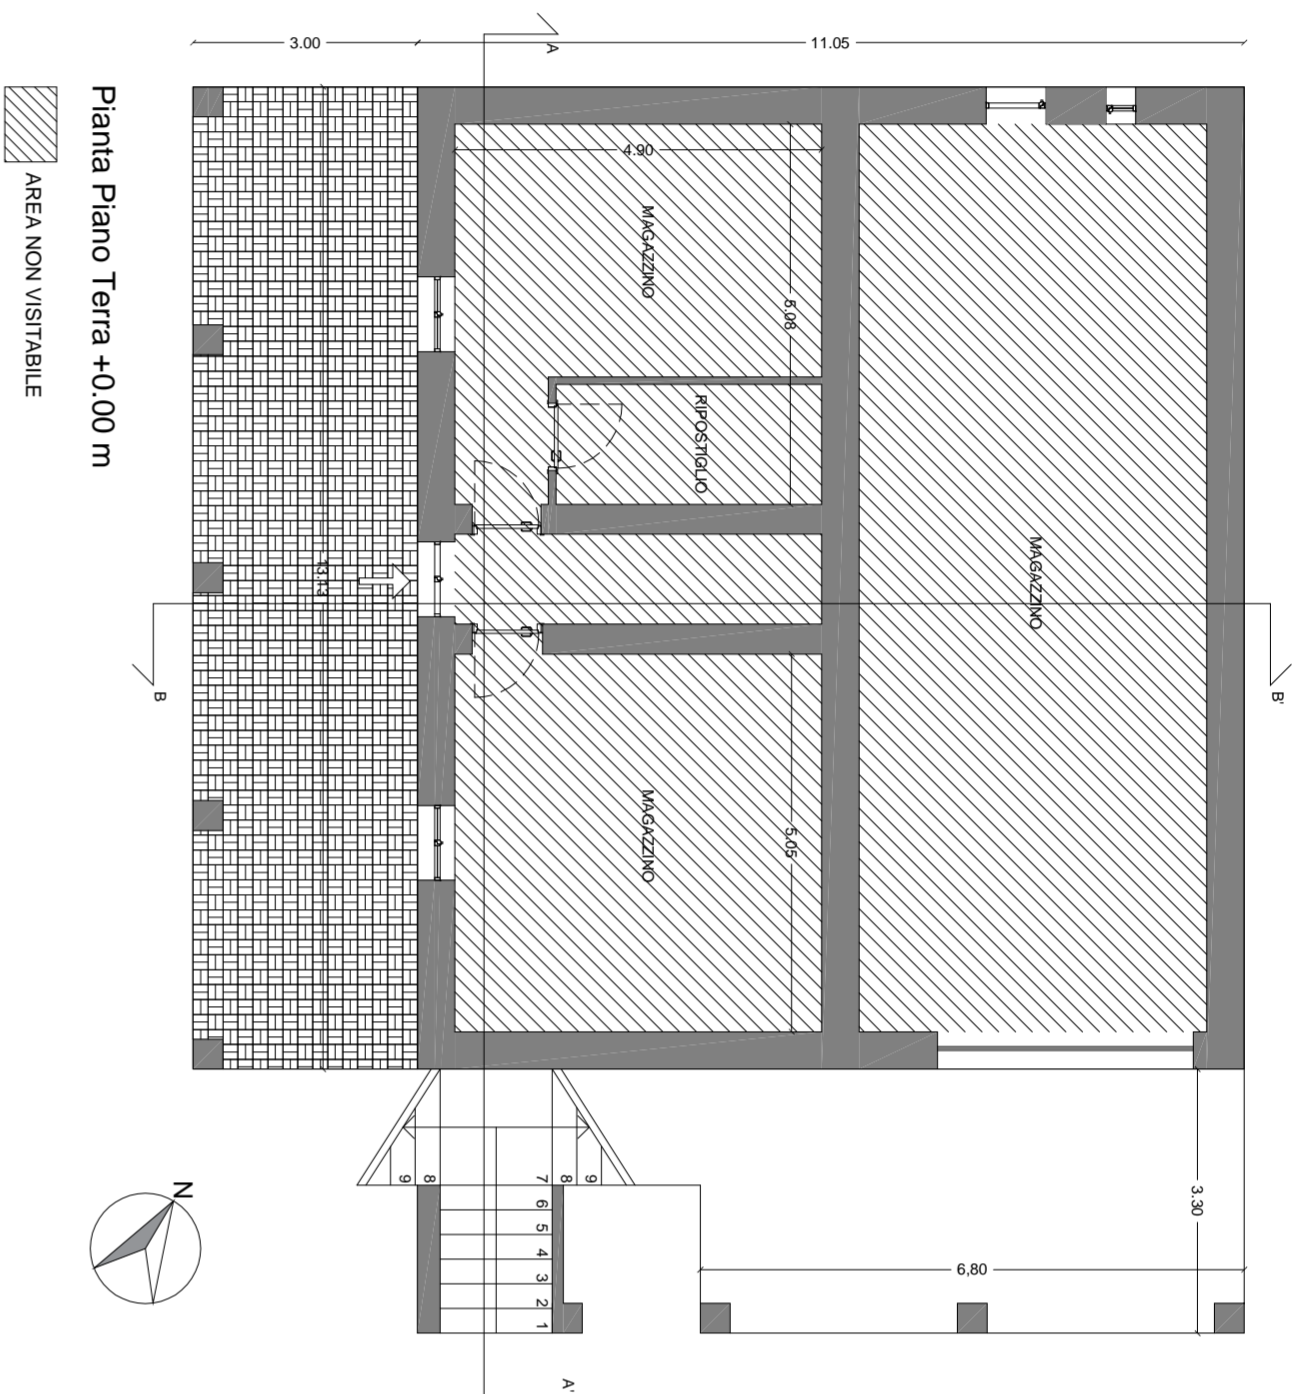 Pianta Piano Terra +0.00 m
AREA NON VISITABILE
3.00
11.05
A
4.90
MAGAZZINO
5.08
RIPOSTIGLIO
MAGAZZINO
13.13
B
B'
MAGAZZINO
5.05
9
8
7
8
9
6
5
4
3
2
1
3.30
6,80
N
A'